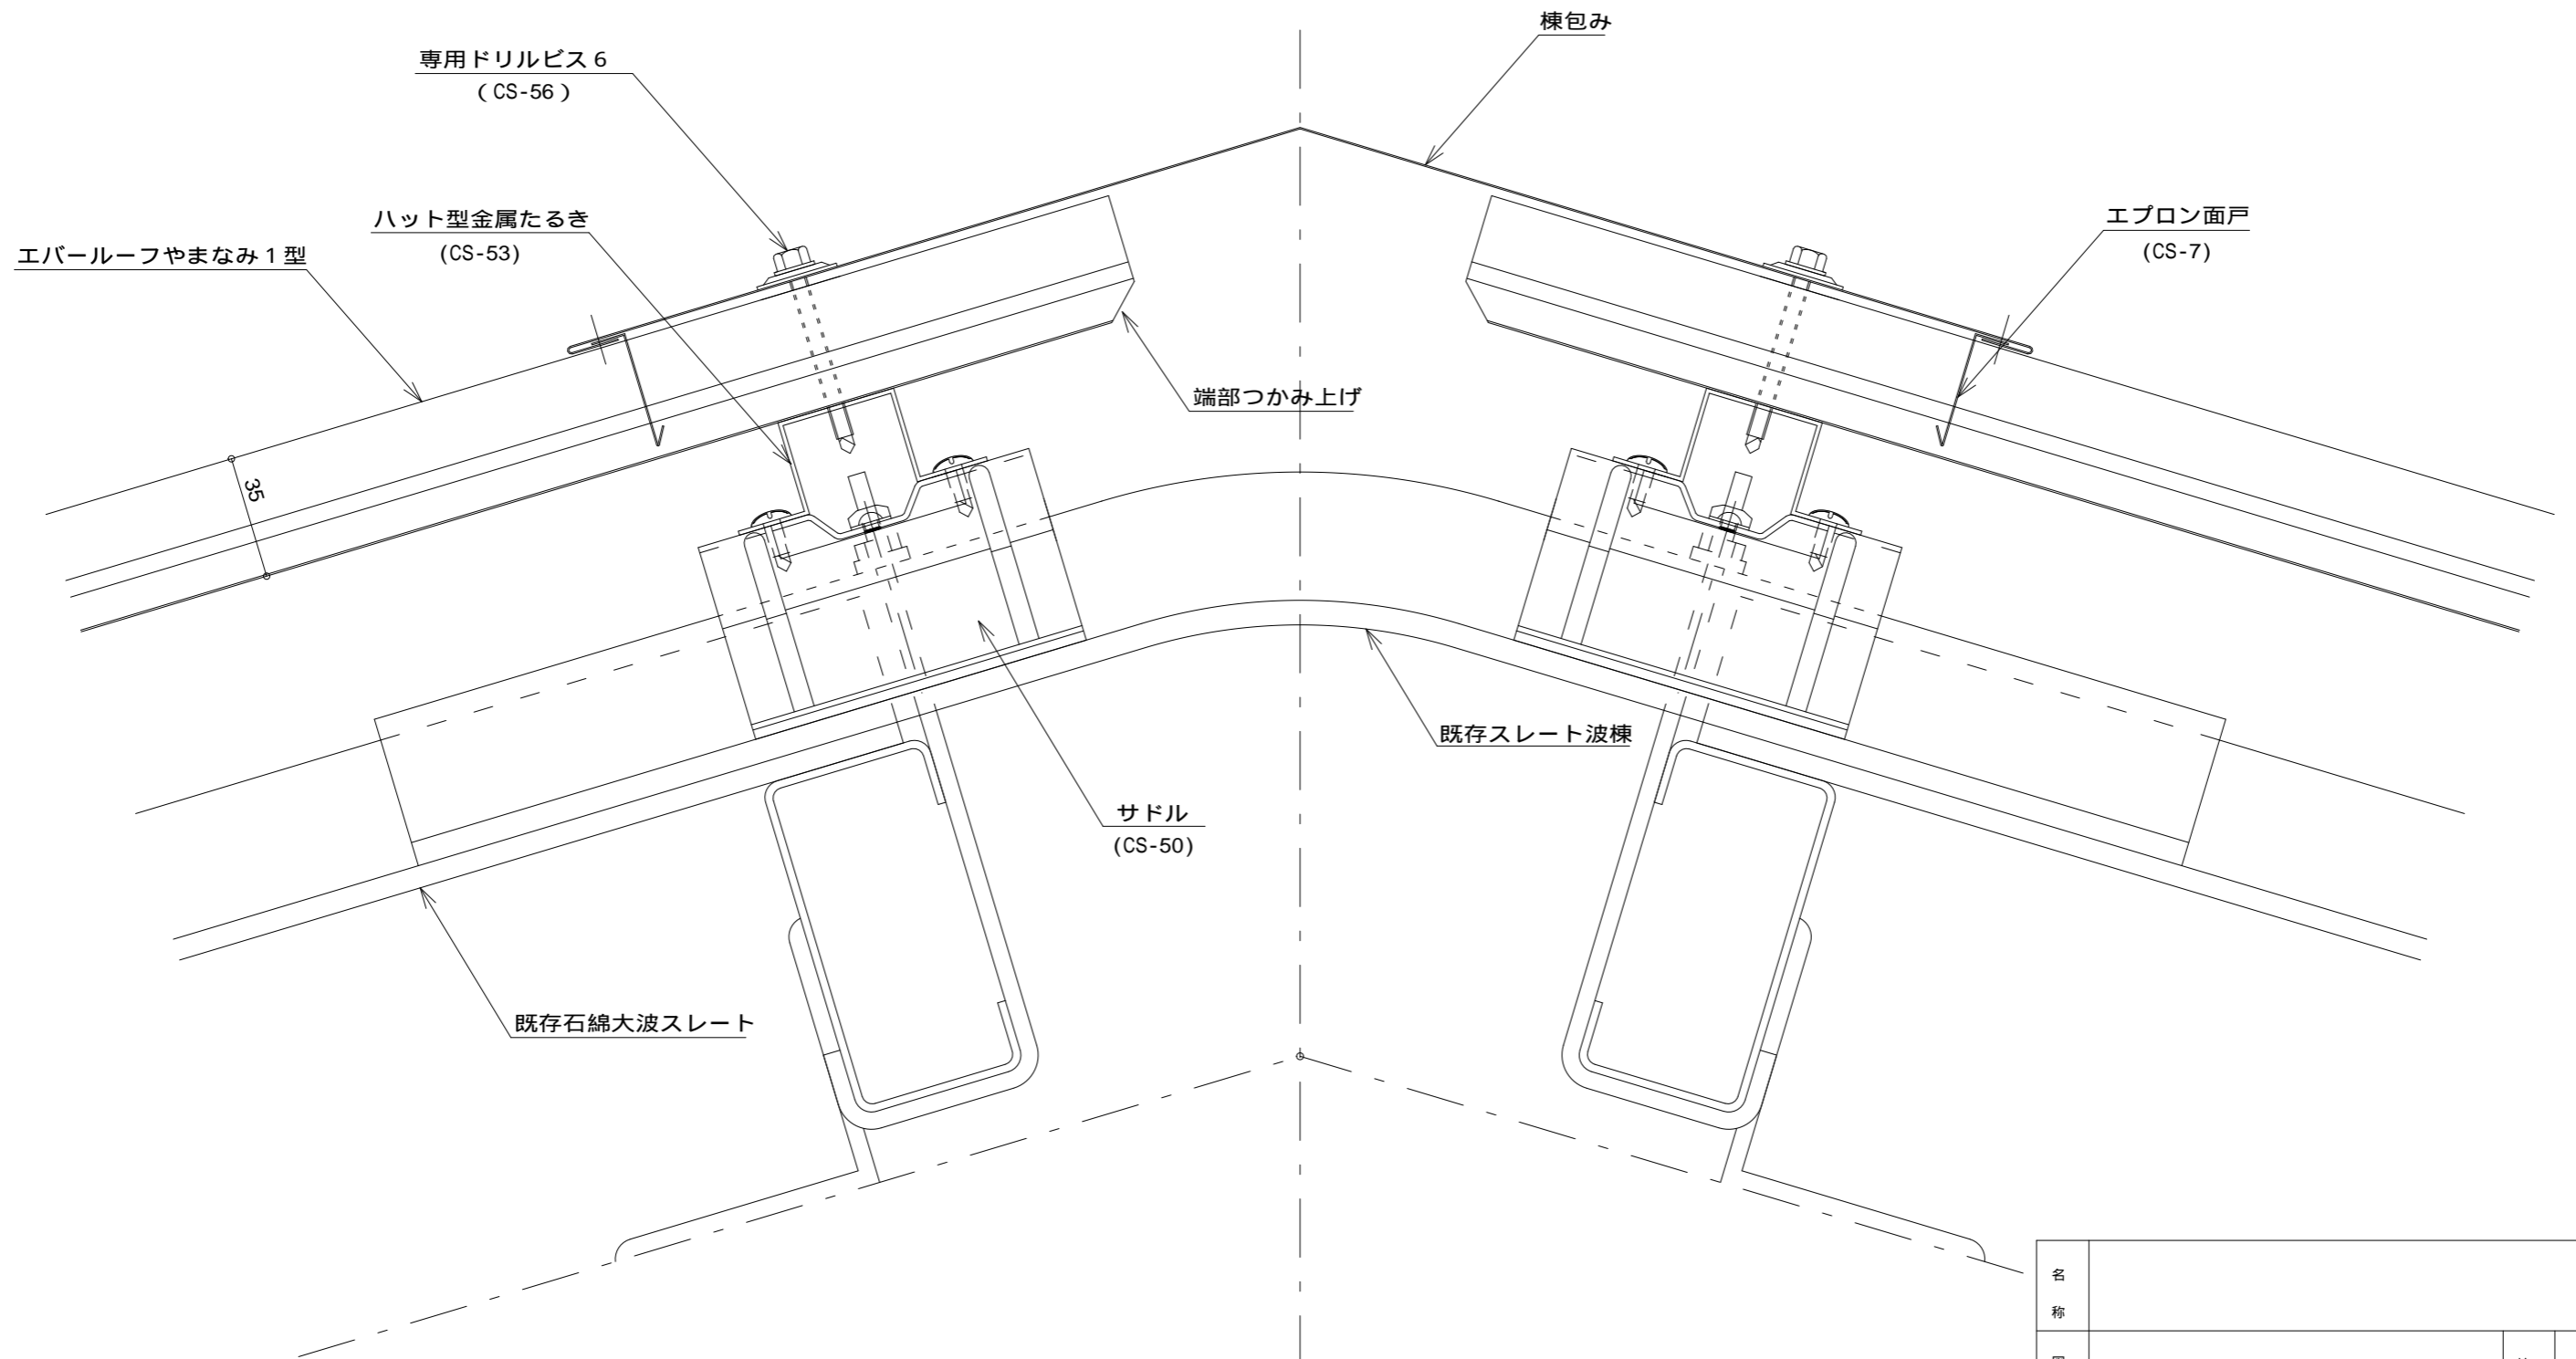 棟包み
専用ドリルビス６
（CS-56）
ハット型金属たるき
(CS-53)
エプロン面戸
(CS-7)
エバールーフやまなみ１型
端部つかみ上げ
35
既存スレート波棟
サドル
(CS-50)
既存石綿大波スレート
名
称